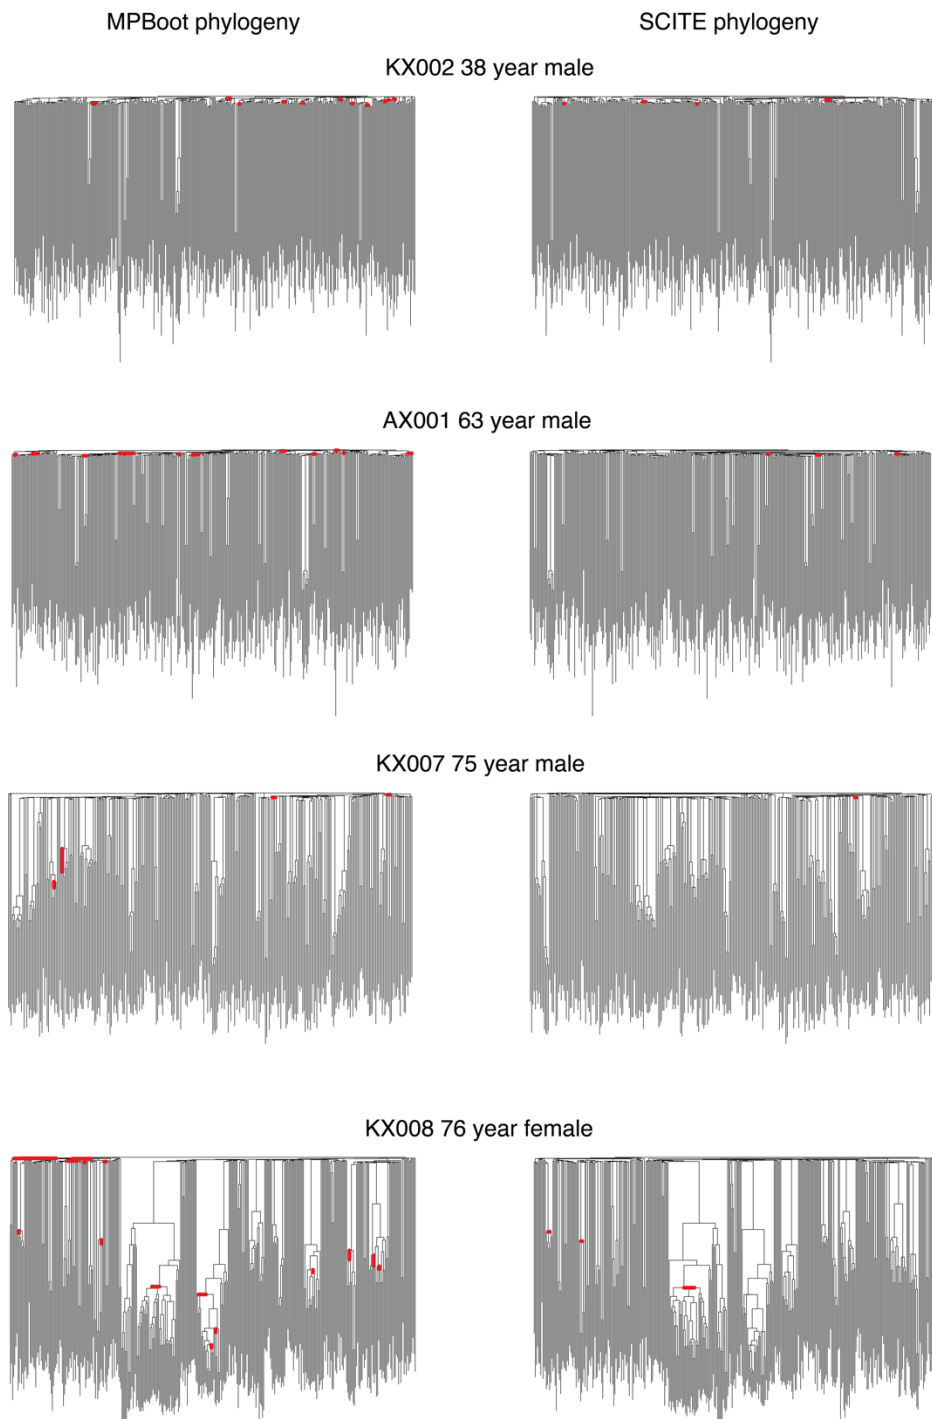 MPBoot phylogeny SCITE phylogeny
KX002 38 year male
AX001 63 year male
KX007 75 year male
KX008 76 year female